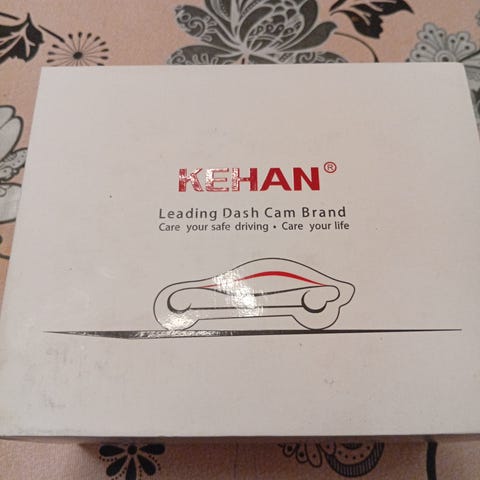 KEHAN®
Leading Dash Cam Brand
Care your safe driving • Care your life